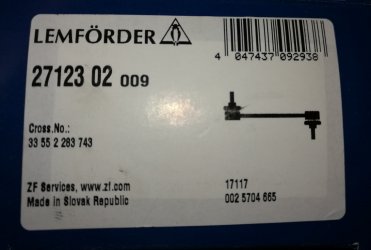 LEMFÖRDER
4 047437 092938
27123 02 009
Cross.No.:
33 55 2 283 743
ZF Services, www.zf.com
Made in Slovak Republic
17117
002 5704 665